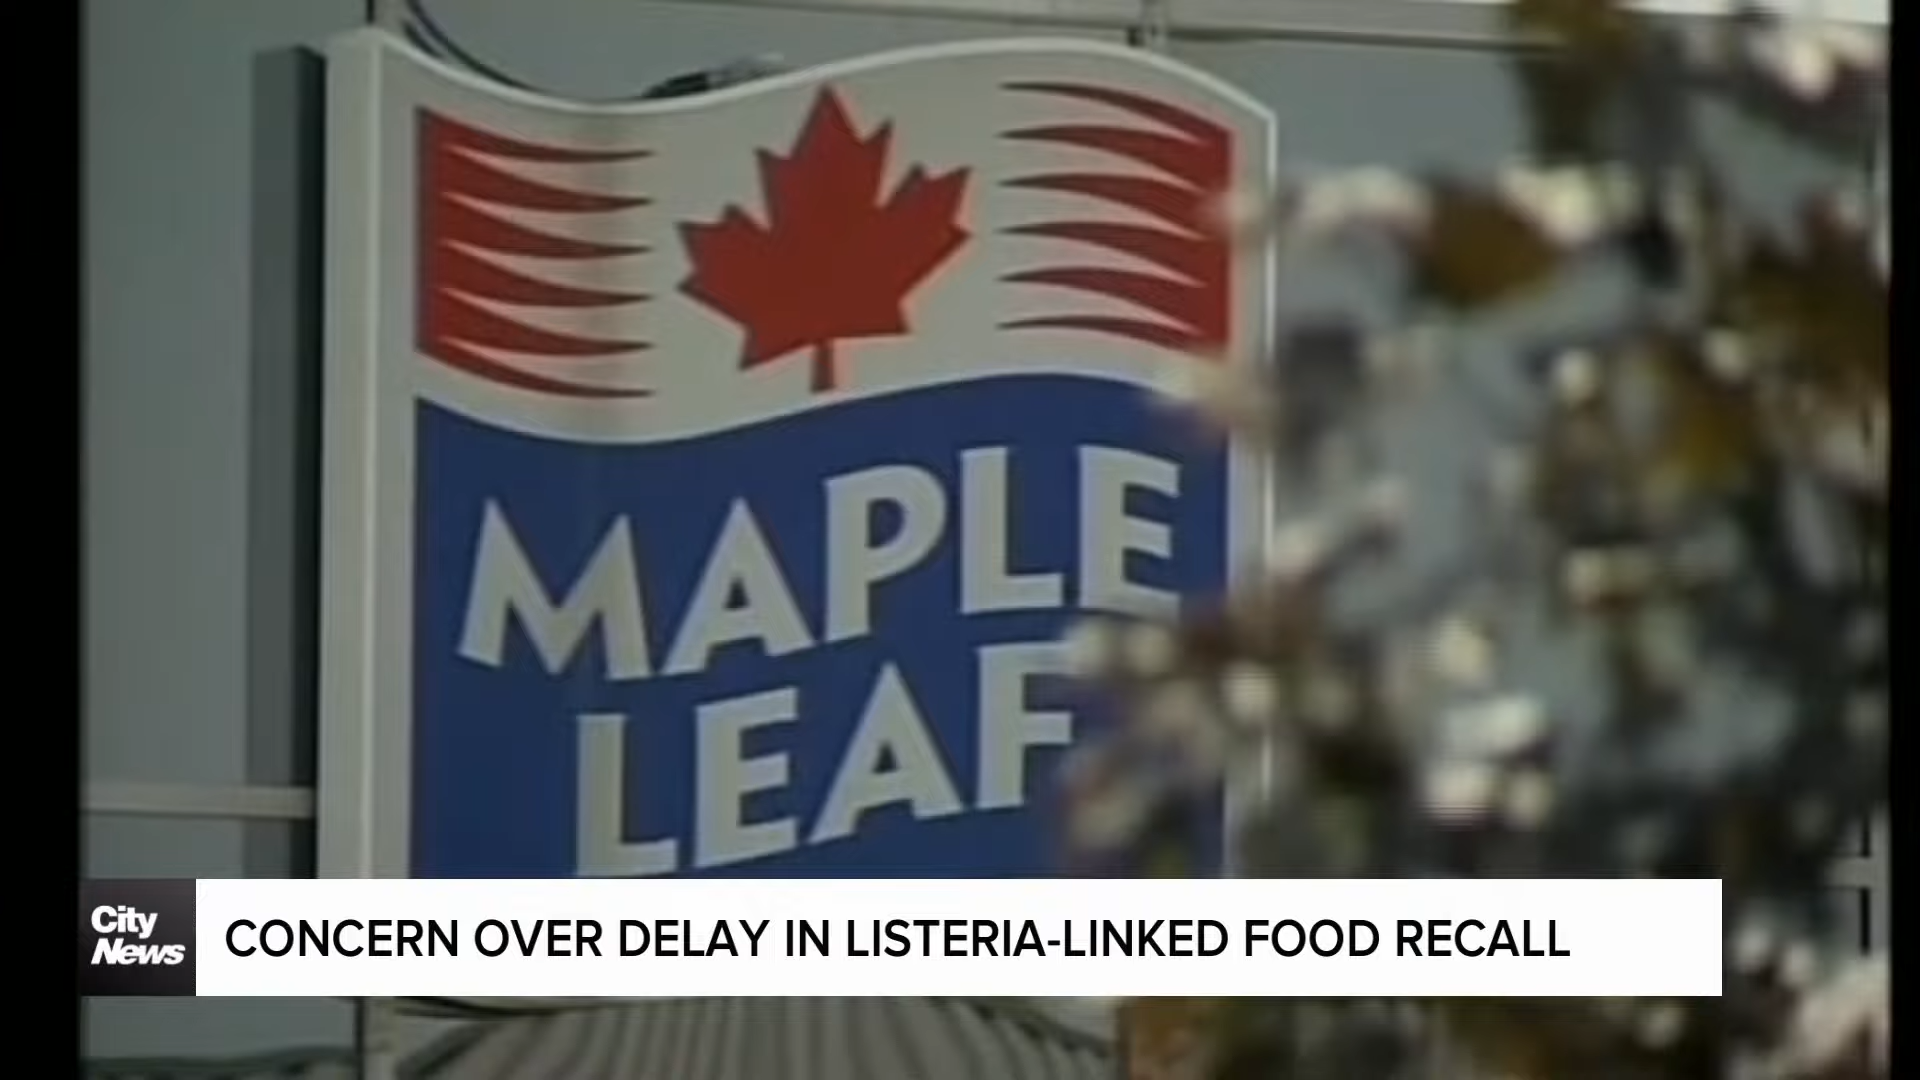 MAPLE
LEAF
City
News
CONCERN OVER DELAY IN LISTERIA-LINKED FOOD RECALL